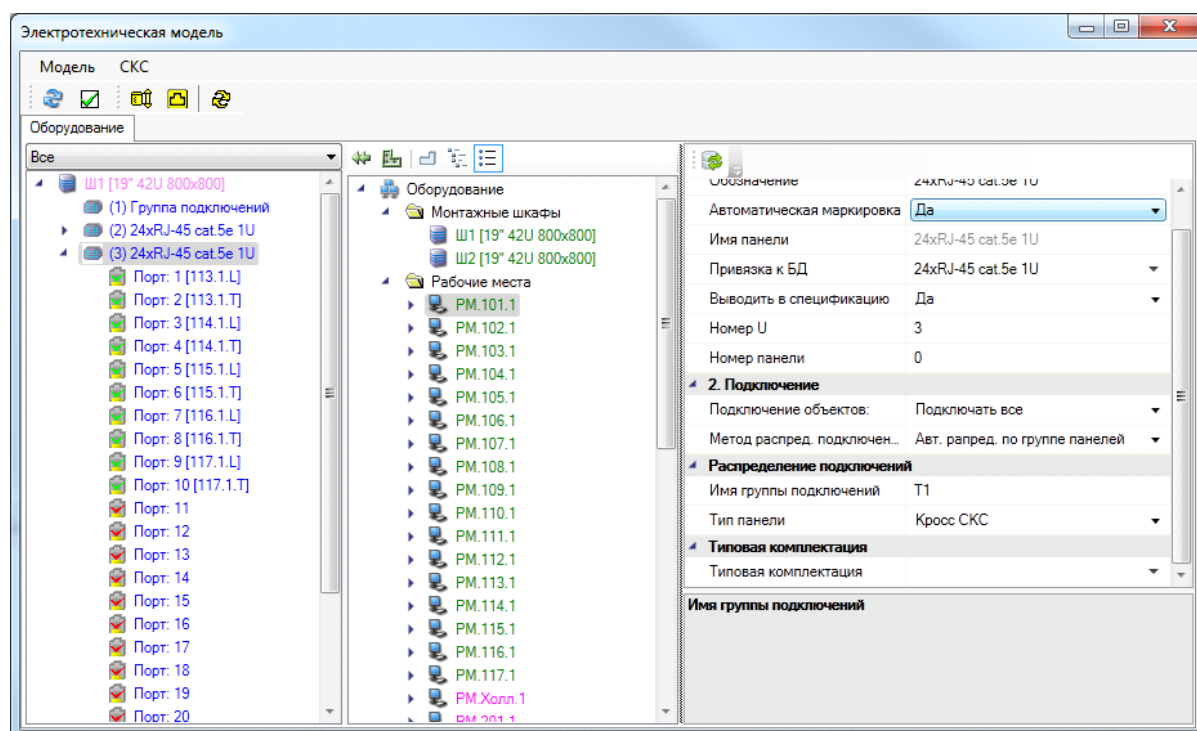 Электротехническая модель
Модель СКС
Оборудование
Все
Ш1 [19" 42U 800x800]
(1) Группа подключений
(2) 24xRJ-45 cat.5e 1U
(3) 24xRJ-45 cat.5e 1U
Порт: 1 [113.1.L]
Порт: 2 [113.1.T]
Порт: 3 [114.1.L]
Порт: 4 [114.1.T]
Порт: 5 [115.1.L]
Порт: 6 [115.1.T]
Порт: 7 [116.1.L]
Порт: 8 [116.1.T]
Порт: 9 [117.1.L]
Порт: 10 [117.1.T]
Порт: 11
Порт: 12
Порт: 13
Порт: 14
Порт: 15
Порт: 16
Порт: 17
Порт: 18
Порт: 19
Порт: 20
Оборудование
Монтажные шкафы
Ш1 [19" 42U 800x800]
Ш2 [19" 42U 800x800]
Рабочие места
РМ.101.1
РМ.102.1
РМ.103.1
РМ.104.1
РМ.105.1
РМ.106.1
РМ.107.1
РМ.108.1
РМ.109.1
РМ.110.1
РМ.111.1
РМ.112.1
РМ.113.1
РМ.114.1
РМ.115.1
РМ.116.1
РМ.117.1
РМ.Холл.1
РМ.201.1
Обозначение 24xRJ-45 cat.5e 1U
Автоматическая маркировка Да
Имя панели 24xRJ-45 cat.5e 1U
Привязка к БД 24xRJ-45 cat.5e 1U
Выводить в спецификацию Да
Номер U 3
Номер панели 0
2. Подключение
Подключение объектов: Подключать все
Метод распред. подключен... Авт. рапред. по группе панелей
Распределение подключений
Имя группы подключений T1
Тип панели Кросс СКС
Типовая комплектация
Типовая комплектация
Имя группы подключений